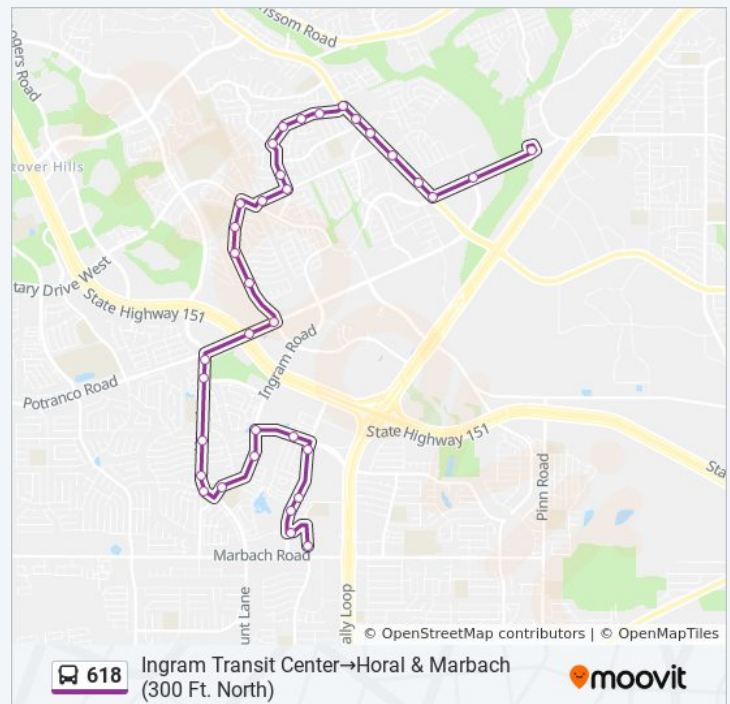 issom Road
ogers Road
tover Hills
tary Drive West
State Highway 151
Ingram Road
Potranco Road
State Highway 151
Sta
Pinn Road
Marbach Road
unt Lane
ally Loop
© OpenStreetMap contributors | © OpenMapTiles
618
Ingram Transit Center→Horal & Marbach
(300 Ft. North)
moovit